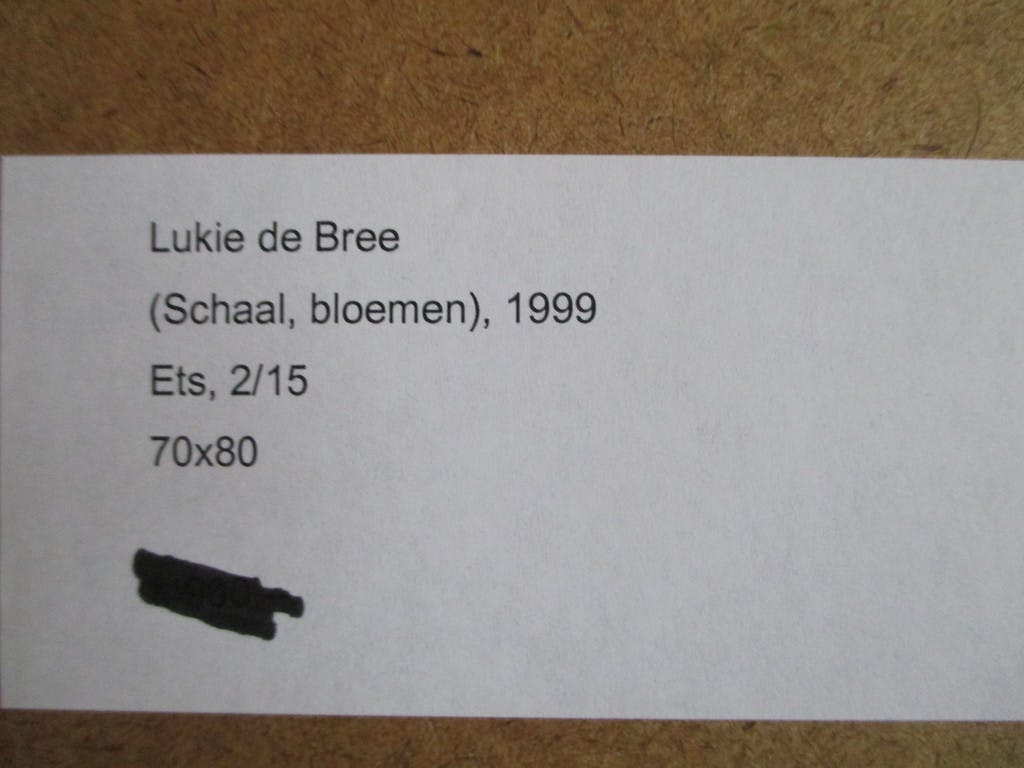 Lukie de Bree
(Schaal, bloemen), 1999
Ets, 2/15
70x80